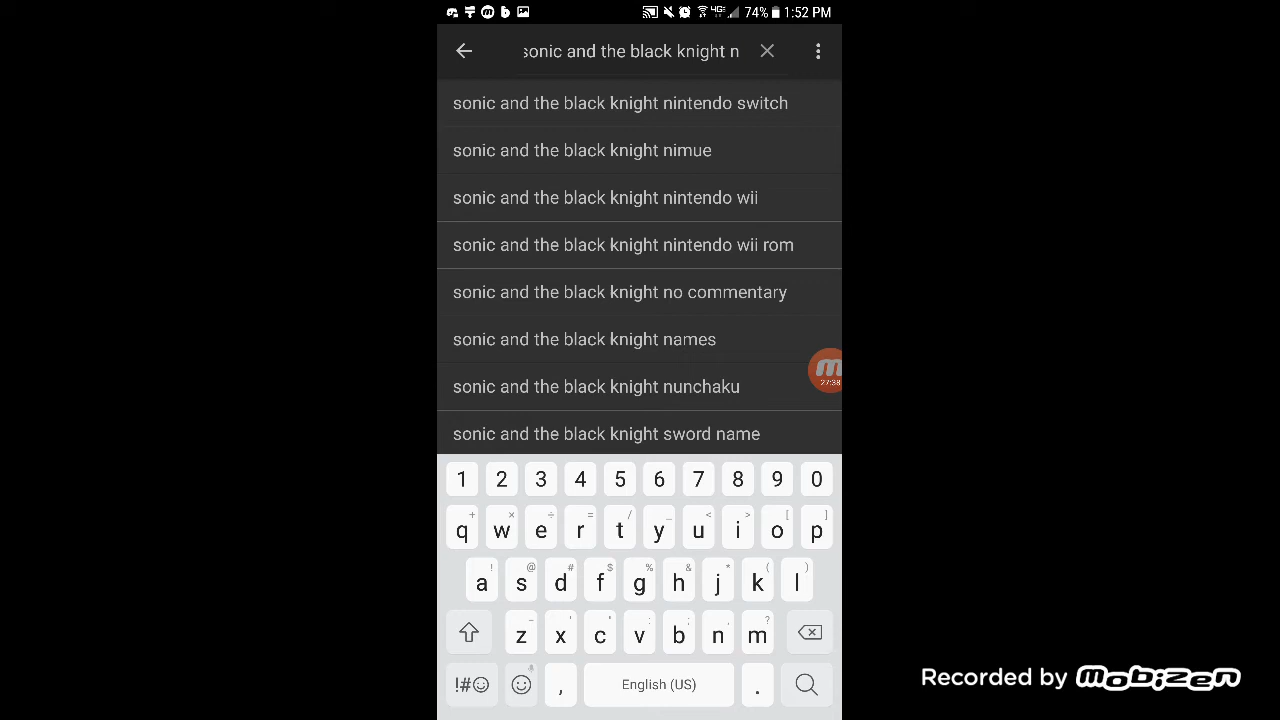 4G 74% 1:52 PM
sonic and the black knight n
sonic and the black knight nintendo switch
sonic and the black knight nimue
sonic and the black knight nintendo wii
sonic and the black knight nintendo wii rom
sonic and the black knight no commentary
sonic and the black knight names
sonic and the black knight nunchaku
27:38
sonic and the black knight sword name
1 2 3 4 5 6 7 8 9 0
+ × ÷ = / _ < > [ ]
q w e r t y u i o p
! @ # $ % & * ( )
a s d f g h j k l
- ' " : ; , ?
z x c v b n m
!#☺ , English (US) .
Recorded by mobizen